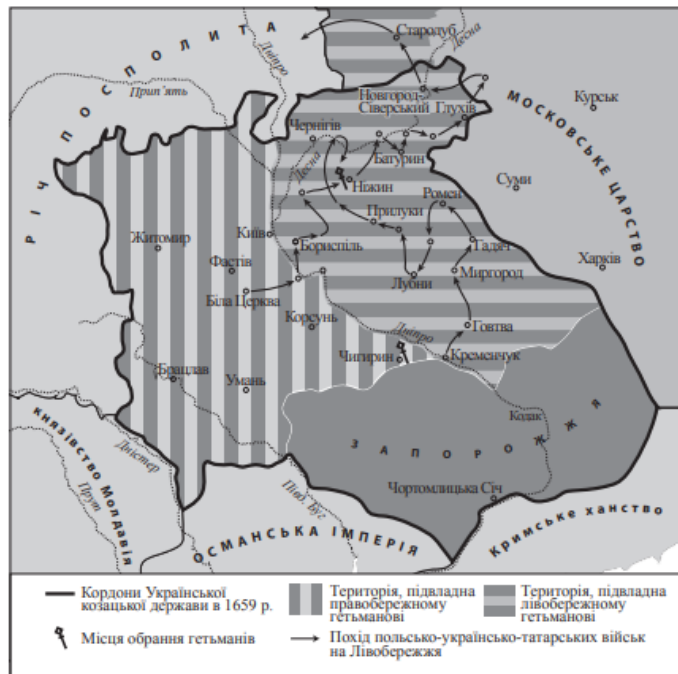 РІЧ ПОСПОЛИТА
Стародуб
Десна
Дніпро
Прип'ять
Новгород-
Сіверський
Глухів
МОСКОВСЬКЕ ЦАРСТВО
Курськ
Чернігів
Десна
Батурин
Ніжин
Суми
Ромен
Прилуки
Житомир
Київ
Бориспіль
Гадяч
Харків
Фастів
Лубни
Миргород
Біла Церква
Корсунь
Говтва
Дніпро
Чигирин
Кременчук
Брацлав
Умань
Кодак
ЗАПОРОЖЖЯ
князівство Молдавія
Дністер
Прут
Півд. Буг
Чортомлицька Січ
ОСМАНСЬКА ІМПЕРІЯ
Кримське ханство
Кордони Української
козацької держави в 1659 р.
Територія, підвладна
правобережному
гетьманові
Територія, підвладна
лівобережному
гетьманові
Місця обрання гетьманів
Похід польсько-українсько-татарських військ
на Лівобережжя